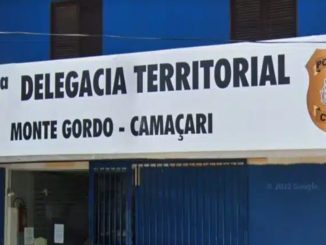 ª DELEGACIA TERRITORIAL
MONTE GORDO - CAMAÇARI
© 2022 Google